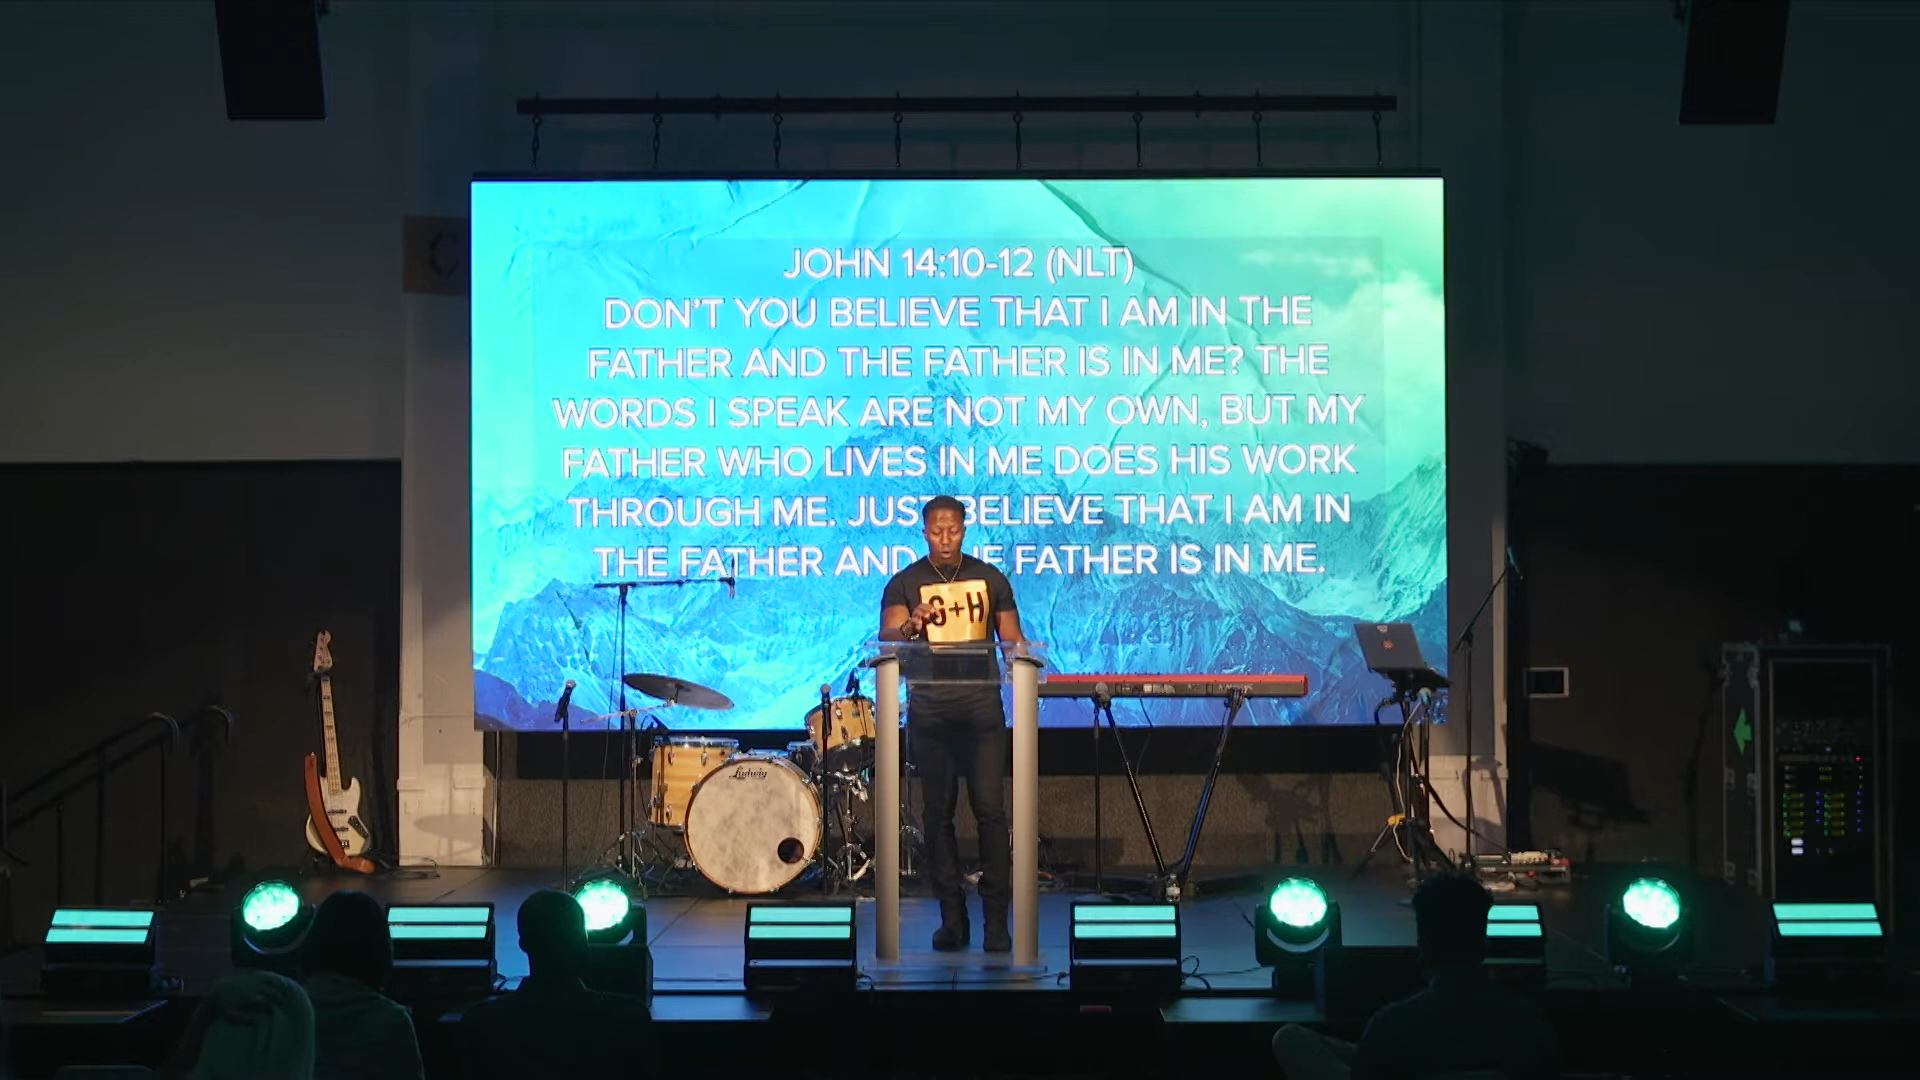 JOHN 14:10-12 (NLT)
DON'T YOU BELIEVE THAT I AM IN THE
FATHER AND THE FATHER IS IN ME? THE
WORDS I SPEAK ARE NOT MY OWN, BUT MY
FATHER WHO LIVES IN ME DOES HIS WORK
THROUGH ME. JUST BELIEVE THAT I AM IN
THE FATHER AND THE FATHER IS IN ME.
G+H
Ludwig